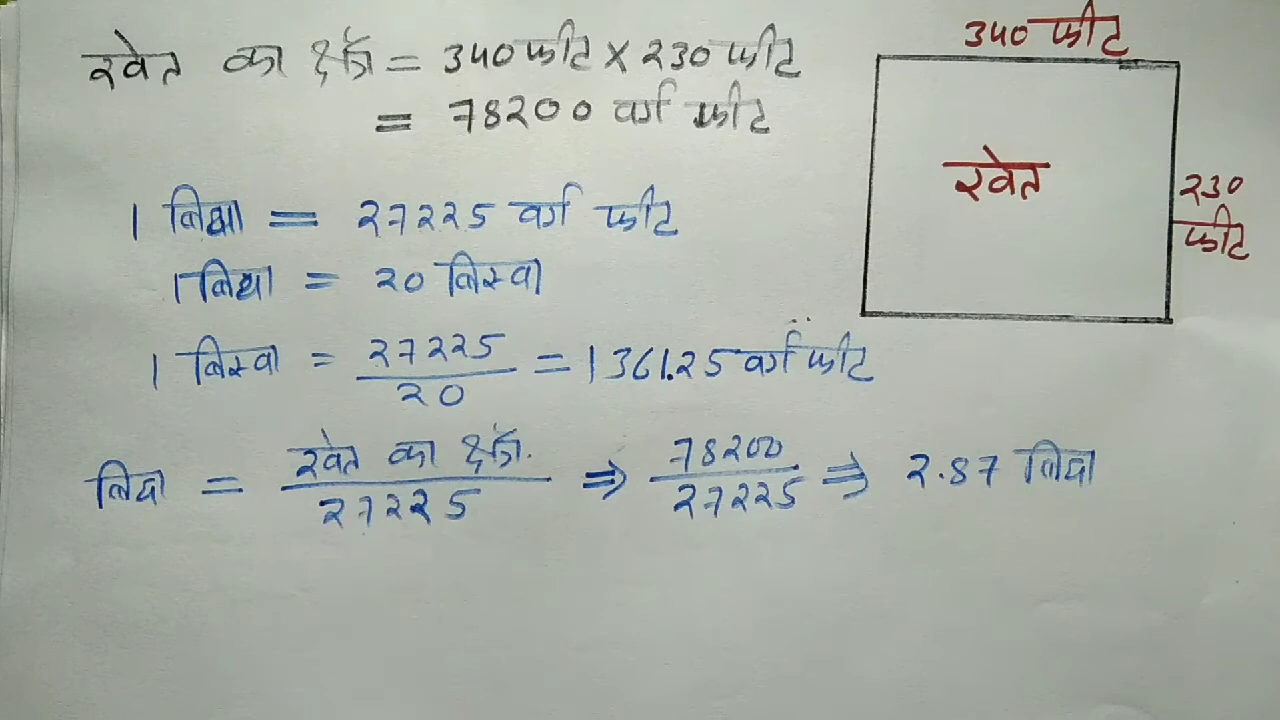 खेत का क्षेत्र = 340 फीट × 230 फीट
= 78200 वर्ग फीट
340 फीट
खेत
230
फीट
1 बिघा = 27225 वर्ग फीट
1 बिघा = 20 बिस्वा
1 बिस्वा = 27225/20 = 1361.25 वर्ग फीट
बिघा = खेत का क्षेत्र./27225 ⇒ 78200/27225 ⇒ 2.87 बिघा